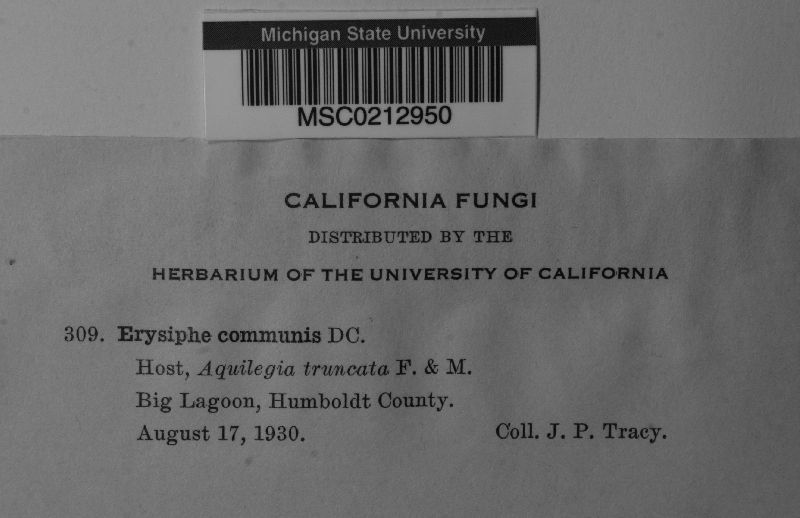 Michigan State University
MSC0212950
CALIFORNIA FUNGI
DISTRIBUTED BY THE
HERBARIUM OF THE UNIVERSITY OF CALIFORNIA
309. Erysiphe communis DC.
Host, Aquilegia truncata F. & M.
Big Lagoon, Humboldt County.
August 17, 1930. Coll. J. P. Tracy.